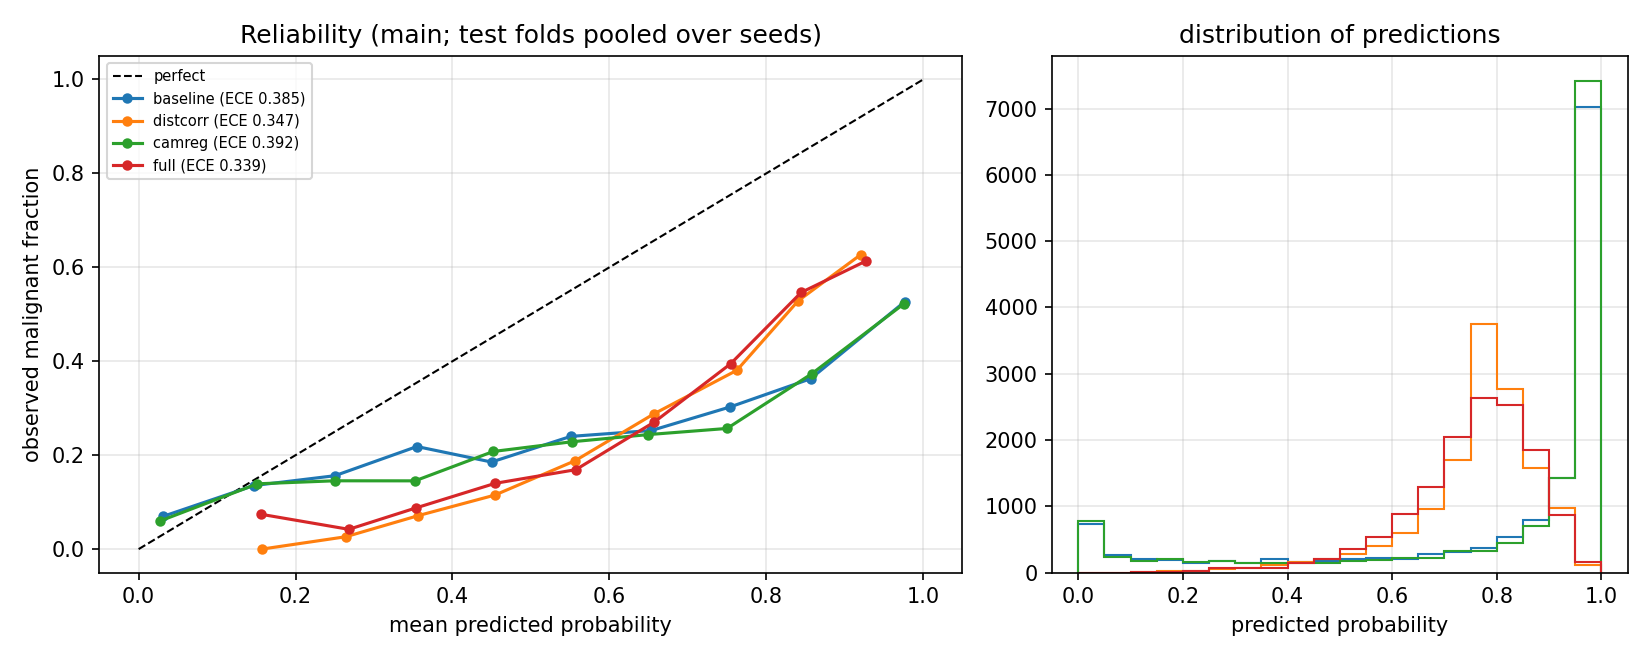 Reliability (main; test folds pooled over seeds)
perfect
baseline (ECE 0.385)
distcorr (ECE 0.347)
camreg (ECE 0.392)
full (ECE 0.339)
observed malignant fraction
1.0
0.8
0.6
0.4
0.2
0.0
0.0 0.2 0.4 0.6 0.8 1.0
mean predicted probability
distribution of predictions
7000
6000
5000
4000
3000
2000
1000
0
0.0 0.2 0.4 0.6 0.8 1.0
predicted probability